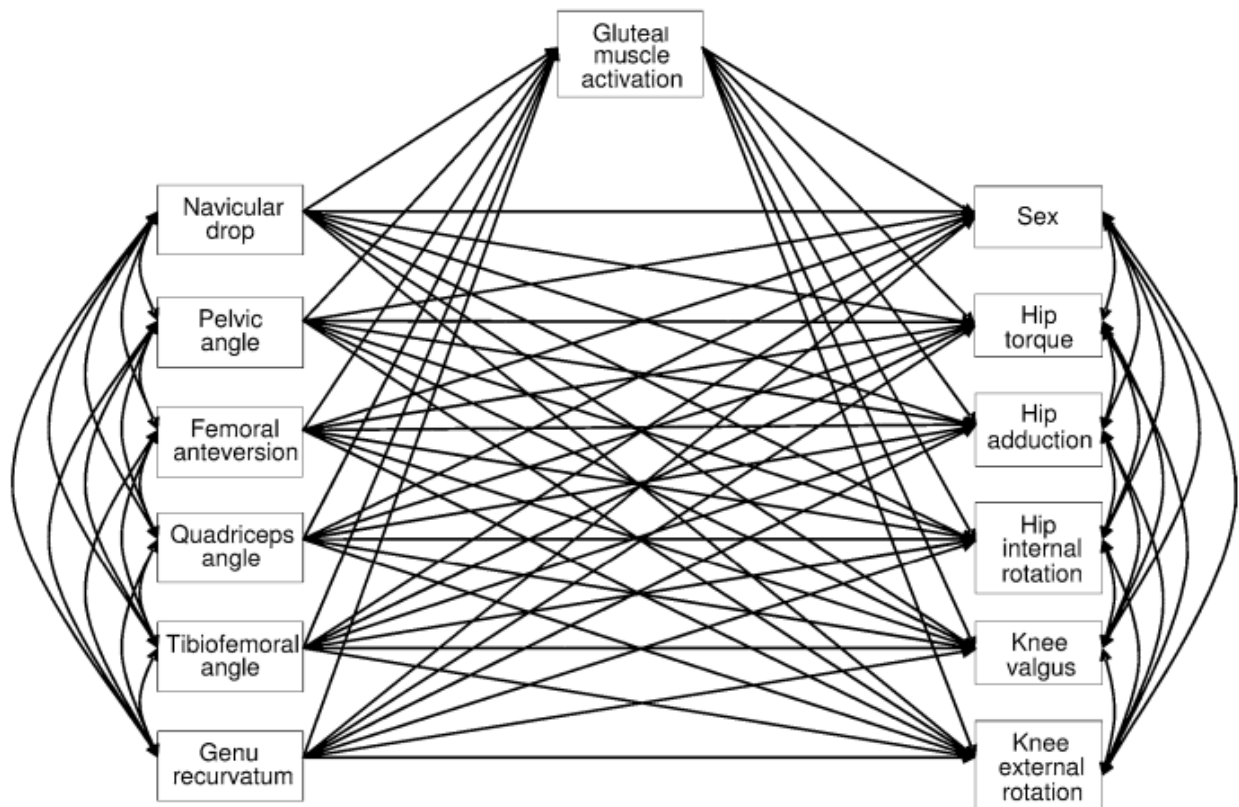 Gluteal
muscle
activation
Navicular
drop
Sex
Pelvic
angle
Hip
torque
Femoral
anteversion
Hip
adduction
Quadriceps
angle
Hip
internal
rotation
Tibiofemoral
angle
Knee
valgus
Genu
recurvatum
Knee
external
rotation